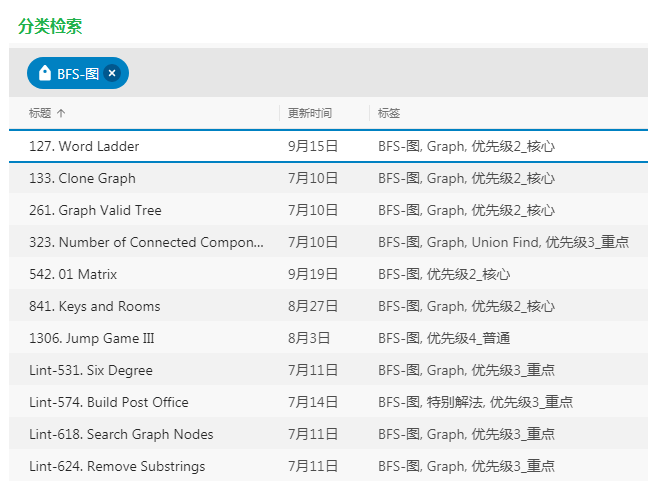 分类检索
BFS-图
标题 更新时间 标签
127. Word Ladder 9月15日 BFS-图, Graph, 优先级2_核心
133. Clone Graph 7月10日 BFS-图, Graph, 优先级2_核心
261. Graph Valid Tree 7月10日 BFS-图, Graph, 优先级2_核心
323. Number of Connected Compon... 7月10日 BFS-图, Graph, Union Find, 优先级3_重点
542. 01 Matrix 9月19日 BFS-图, 优先级2_核心
841. Keys and Rooms 8月27日 BFS-图, Graph, 优先级2_核心
1306. Jump Game III 8月3日 BFS-图, 优先级4_普通
Lint-531. Six Degree 7月11日 BFS-图, Graph, 优先级3_重点
Lint-574. Build Post Office 7月14日 BFS-图, 特别解法, 优先级3_重点
Lint-618. Search Graph Nodes 7月11日 BFS-图, Graph, 优先级3_重点
Lint-624. Remove Substrings 7月11日 BFS-图, Graph, 优先级3_重点